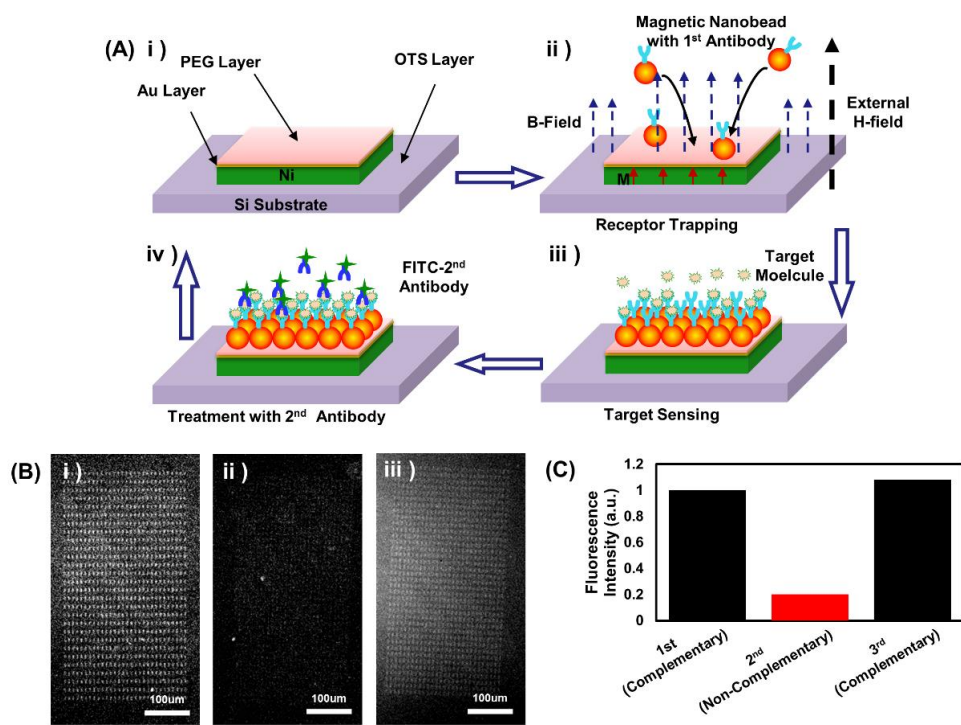 (A) i )
PEG Layer
OTS Layer
Au Layer
Ni
Si Substrate
ii )
Magnetic Nanobead
with 1st Antibody
B-Field
External
H-field
M
Receptor Trapping
iv )
FITC-2nd
Antibody
Treatment with 2nd Antibody
iii )
Target
Moelcule
Target Sensing
(B) i )
100um
ii )
100um
iii )
100um
(C)
Fluorescence
Intensity (a.u.)
1.2
1
0.8
0.6
0.4
0.2
0
1st
(Complementary)
2nd
(Non-Complementary)
3rd
(Complementary)